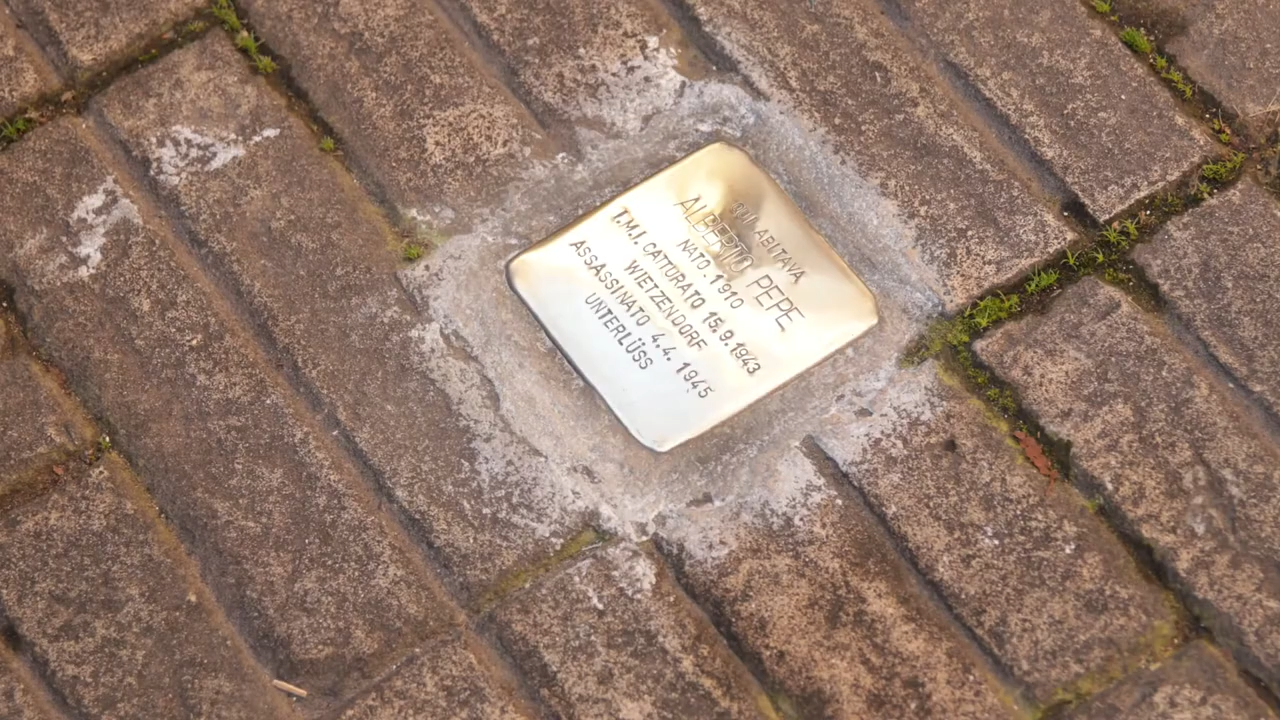 QUI ABITAVA
ALBERTO PEPE
NATO 1910
T.M.I. CATTURATO 15.9.1943
WIETZENDORF
ASSASSINATO 4.4.1945
UNTERLÜSS